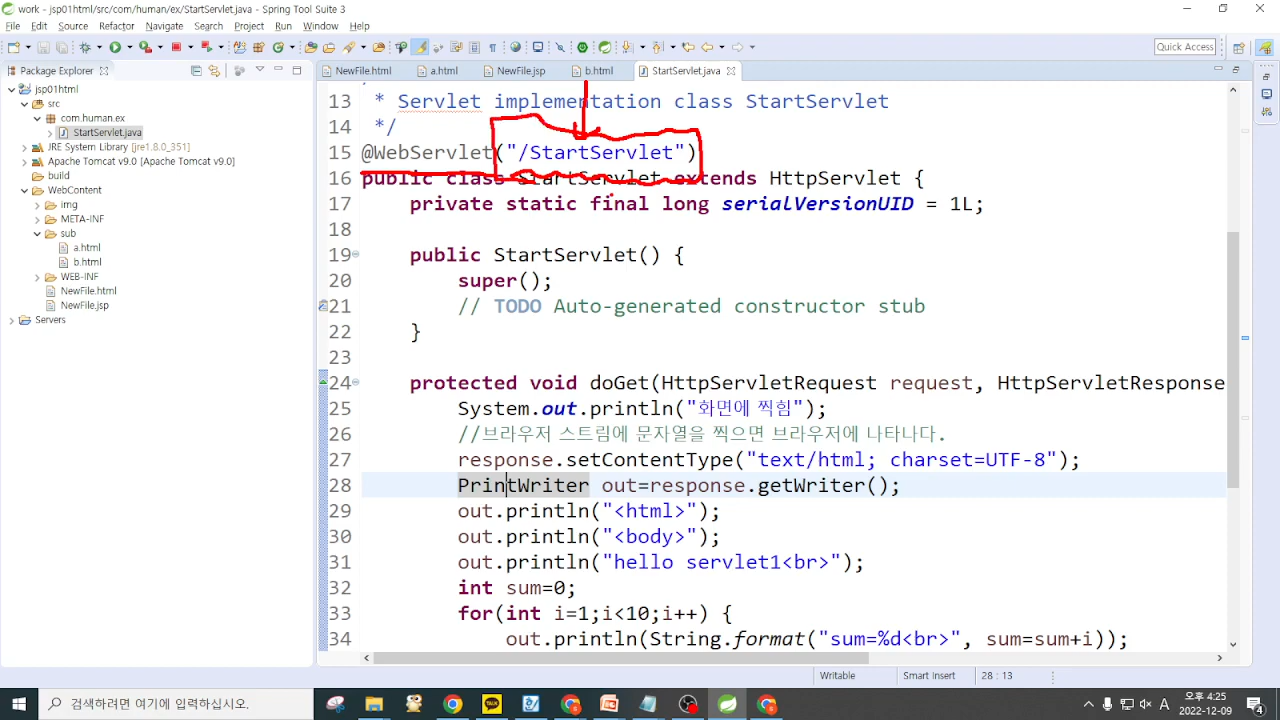 work - jsp01html/src/com/human/ex/StartServlet.java - Spring Tool Suite 3
File Edit Source Refactor Navigate Search Project Run Window Help
Quick Access
Package Explorer
jsp01html
src
com.human.ex
StartServlet.java
JRE System Library [jre1.8.0_351]
Apache Tomcat v9.0 [Apache Tomcat v9.0]
build
WebContent
img
META-INF
sub
a.html
b.html
WEB-INF
NewFile.html
NewFile.jsp
Servers
NewFile.html a.html NewFile.jsp b.html StartServlet.java
13 * Servlet implementation class StartServlet
14 */
15 @WebServlet("/StartServlet")
16 public class StartServlet extends HttpServlet {
17 private static final long serialVersionUID = 1L;
18
19 public StartServlet() {
20 super();
21 // TODO Auto-generated constructor stub
22 }
23
24 protected void doGet(HttpServletRequest request, HttpServletResponse
25 System.out.println("화면에 찍힘");
26 //브라우저 스트림에 문자열을 찍으면 브라우저에 나타나다.
27 response.setContentType("text/html; charset=UTF-8");
28 PrintWriter out=response.getWriter();
29 out.println("<html>");
30 out.println("<body>");
31 out.println("hello servlet1<br>");
32 int sum=0;
33 for(int i=1;i<10;i++) {
34 out.println(String.format("sum=%d<br>", sum=sum+i));
Writable Smart Insert 28 : 13
검색하려면 여기에 입력하십시오.
TALK
A 오후 4:25
2022-12-09
4